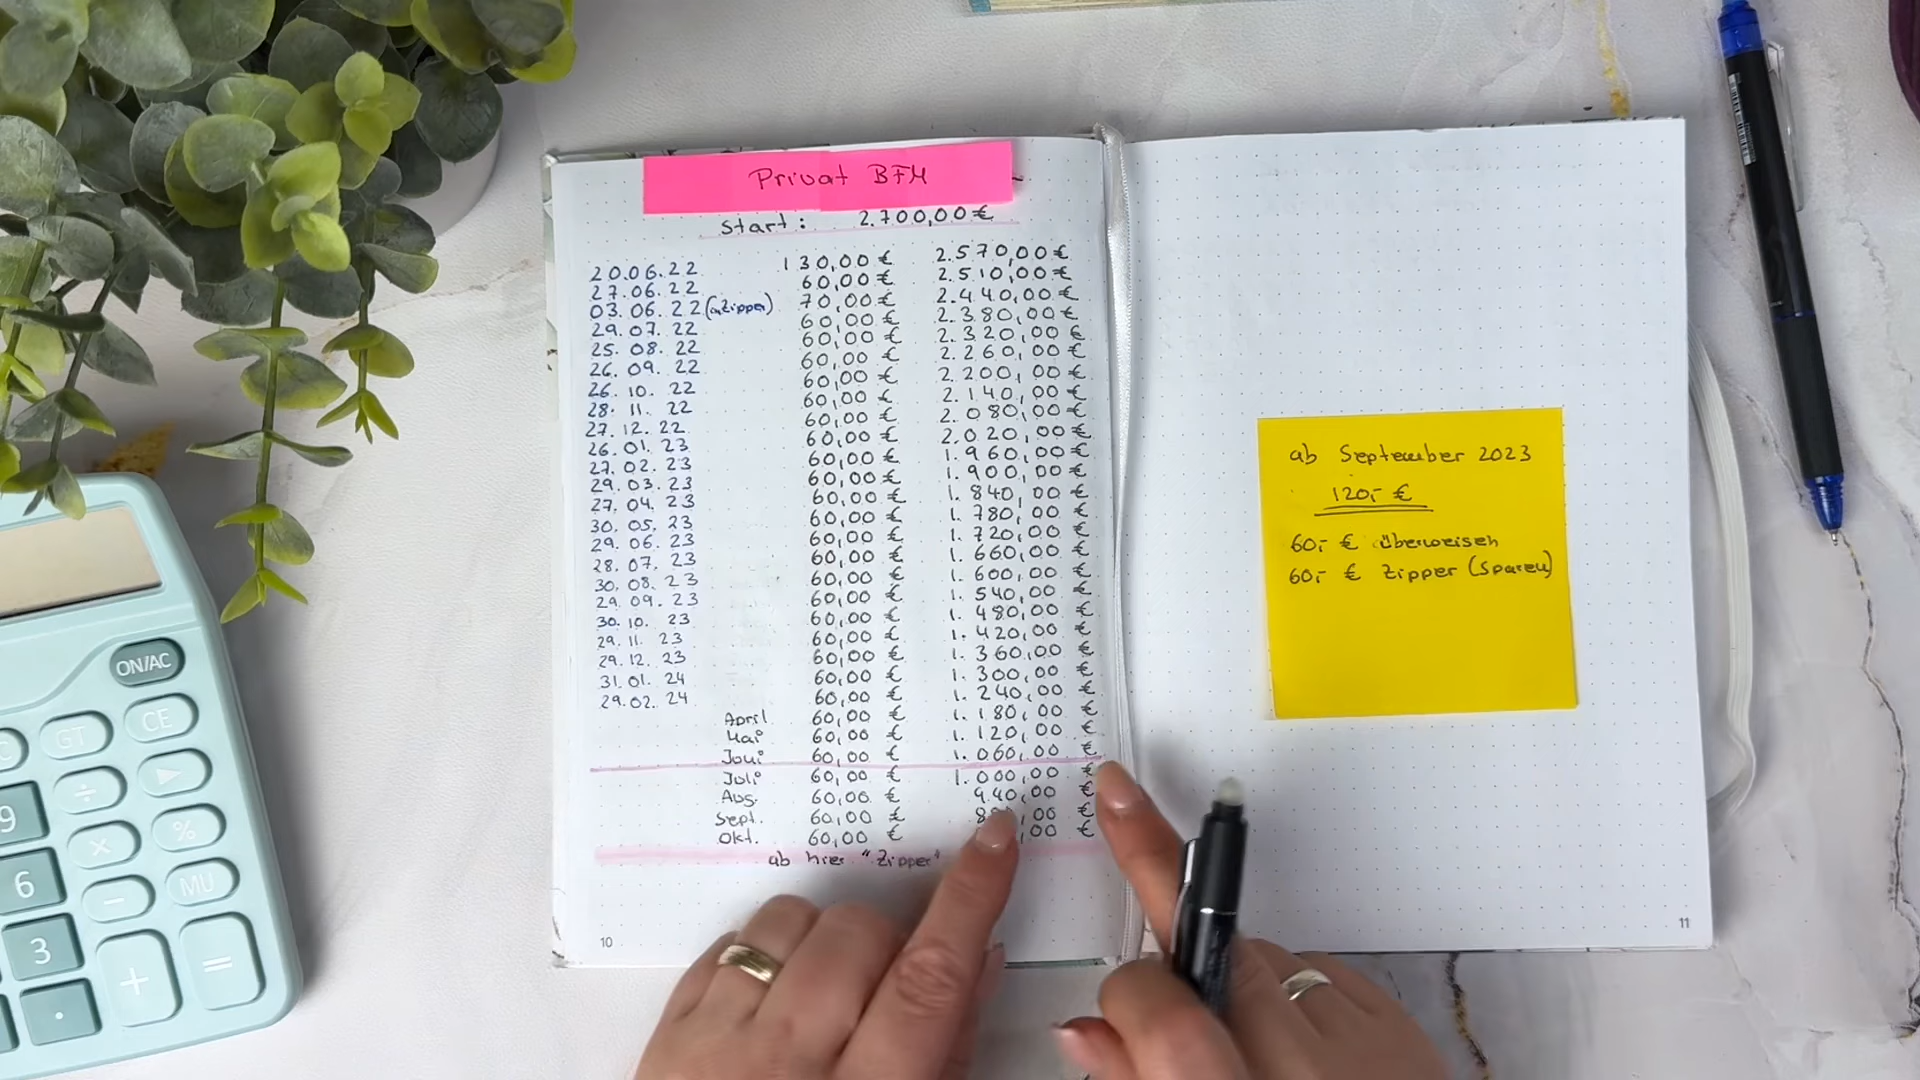 Privat BFM
Start: 2.700,00€
20.06.22 130,00 € 2.570,00€
27.06.22 60,00 € 2.510,00€
03.06.22 70,00 € 2.440,00€
29.07.22 60,00 € 2.380,00€
25.08.22 60,00 € 2.320,00 €
26.09.22 60,00 € 2.260,00€
26.10.22 60,00 € 2.200,00€
28.11.22 60,00 € 2.140,00€
27.12.22 60,00 € 2.080,00€
26.01.23 60,00 € 2.020,00€
27.02.23 60,00 € 1.960,00€
29.03.23 60,00 € 1.900,00 €
27.04.23 60,00 € 1.840,00 €
30.05.23 60,00 € 1.780,00 €
29.06.23 60,00 € 1.720,00 €
28.07.23 60,00 € 1.660,00 €
30.08.23 60,00 € 1.600,00 €
29.09.23 60,00 € 1.540,00 €
30.10.23 60,00 € 1.480,00 €
29.11.23 60,00 € 1.420,00 €
29.12.23 60,00 € 1.360,00 €
31.01.24 60,00 € 1.300,00 €
29.02.24 60,00 € 1.240,00 €
April 60,00 € 1.180,00 €
Mai 60,00 € 1.120,00 €
Juni 60,00 € 1.060,00 €
Juli 60,00 € 1.000,00 €
Aug. 60,00 € 940,00 €
Sept. 60,00 € ,00 €
Okt. 60,00 € ,00 €
ab hier "Zipper"
10
ab September 2023
120,- €
60,- € überweisen
60,- € Zipper (Sparen)
11
ON/AC
GT CE
÷ ▶
9 × %
6 − MU
3 + =
.